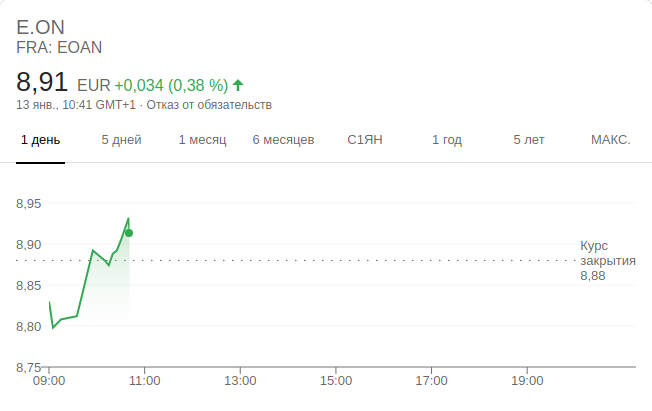 E.ON
FRA: EOAN
8,91 EUR +0,034 (0,38 %)
13 янв., 10:41 GMT+1 · Отказ от обязательств
1 день 5 дней 1 месяц 6 месяцев С1ЯН 1 год 5 лет МАКС.
8,95
8,90
8,85
8,80
8,75
Курс
закрытия
8,88
09:00 11:00 13:00 15:00 17:00 19:00